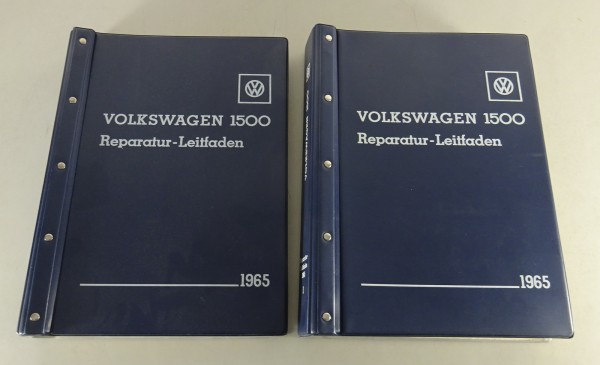 VW
VOLKSWAGEN 1500
Reparatur-Leitfaden
1965
VW
VOLKSWAGEN 1500
Reparatur-Leitfaden
1965